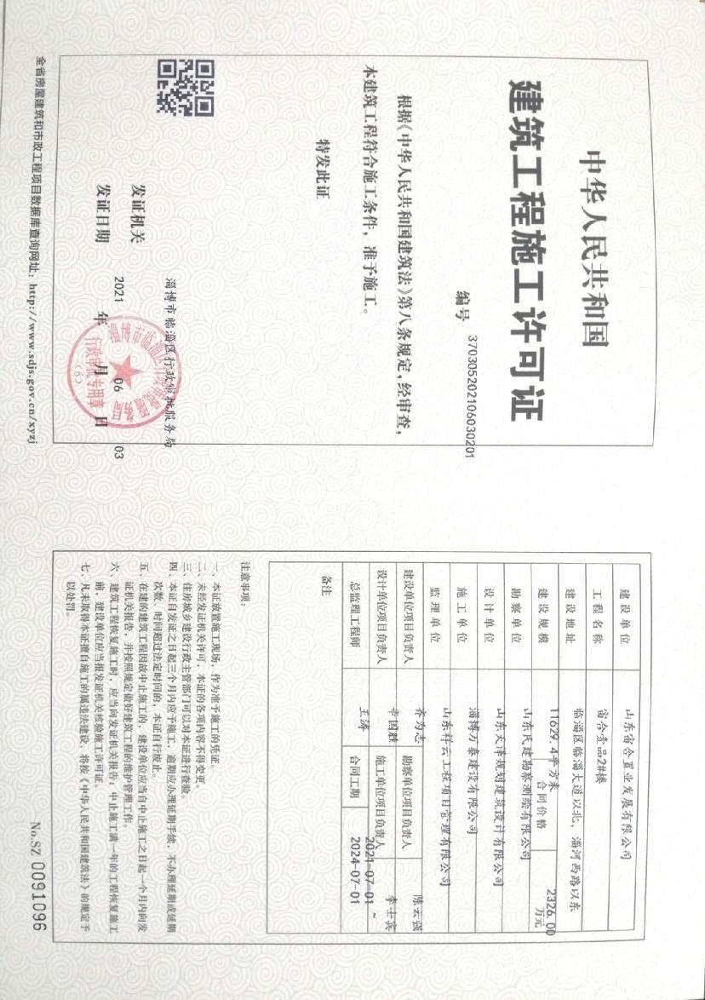 中华人民共和国
建筑工程施工许可证
编号 370305202106030201
根据《中华人民共和国建筑法》第八条规定，经审查，
本建筑工程符合施工条件，准予施工。
特发此证
发证机关 淄博市临淄区行政审批服务局
发证日期 2021 年 06 月 03 日
行政审批专用章
(6)
全省房屋建筑和市政工程项目数据库查询网址：http://www.sdjs.gov.cn/xyzj
建设单位 山东宙合置业发展有限公司
工程名称 宙合壹品2#楼
建设地址 临淄区临淄大道以北，淄河西路以东
建设规模 11629.4平方米 合同价格 2326.00 万元
勘察单位 山东民建勘察测绘有限公司
设计单位 山东天泽规划建筑设计有限公司
施工单位 淄博万泰建设有限公司
监理单位 山东祥云工程项目管理有限公司
建设单位项目负责人 齐为志 勘察单位项目负责人 陈云强
设计单位项目负责人 李国胜 施工单位项目负责人 李士宾
总监理工程师 王涛 合同工期 2021-07-01 ~ 2024-07-01
备注
注意事项：
一、本证放置施工现场，作为准予施工的凭证。
二、未经发证机关许可，本证的各项内容不得变更。
三、住房城乡建设行政主管部门可以对本证进行查验。
四、本证自发证之日起三个月内应予施工，逾期应办理延期手续，不办理延期或延期
次数、时间超过法定时间的，本证自行废止。
五、在建的建筑工程因故中止施工的，建设单位应当自中止施工之日起一个月内向发
证机关报告，并按照规定做好建筑工程的维护管理工作。
六、建筑工程恢复施工时，应当向发证机关报告；中止施工满一年的工程恢复施工
前，建设单位应当报发证机关核验施工许可证。
七、凡未取得本证擅自施工的属违法建设，将按《中华人民共和国建筑法》的规定予
以处罚。
No.SZ 0091096